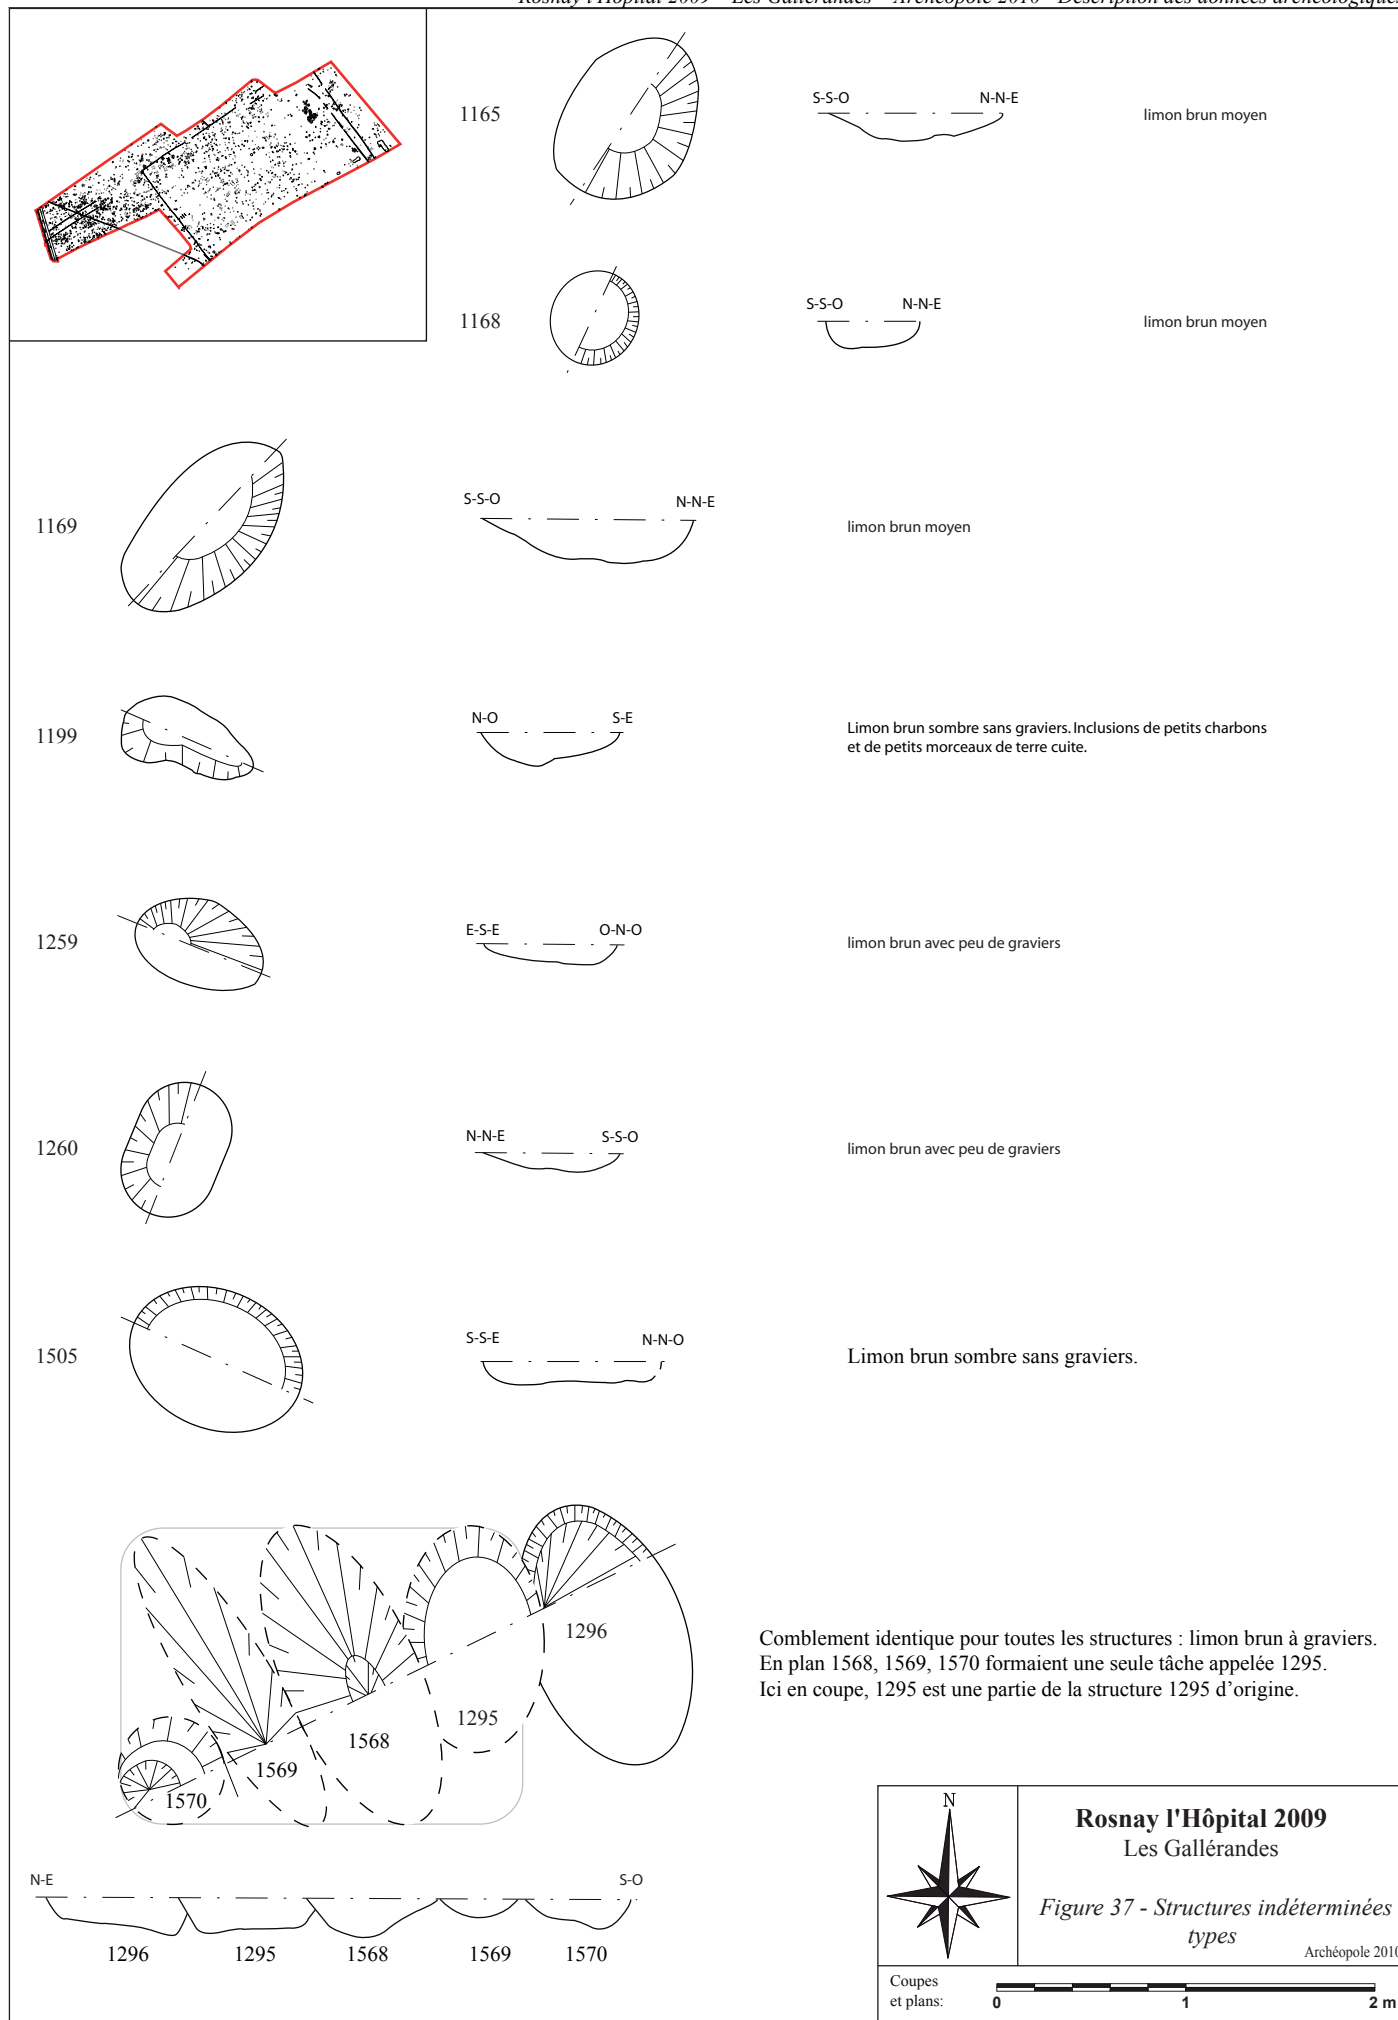 Rosnay l'Hôpital 2009 - Les Gallérandes - Archéopole 2010 - Description des données archéologiques
1165
S-S-O N-N-E
limon brun moyen
1168
S-S-O N-N-E
limon brun moyen
1169
S-S-O N-N-E
limon brun moyen
1199
N-O S-E
Limon brun sombre sans graviers. Inclusions de petits charbons
et de petits morceaux de terre cuite.
1259
E-S-E O-N-O
limon brun avec peu de graviers
1260
N-N-E S-S-O
limon brun avec peu de graviers
1505
S-S-E N-N-O
Limon brun sombre sans graviers.
1296
1295
1568
1569
1570
Comblement identique pour toutes les structures : limon brun à graviers.
En plan 1568, 1569, 1570 formaient une seule tâche appelée 1295.
Ici en coupe, 1295 est une partie de la structure 1295 d'origine.
N-E S-O
1296 1295 1568 1569 1570
N
Rosnay l'Hôpital 2009
Les Gallérandes
Figure 37 - Structures indéterminées
types
Archéopole 2010
Coupes
et plans:
0 1 2 m